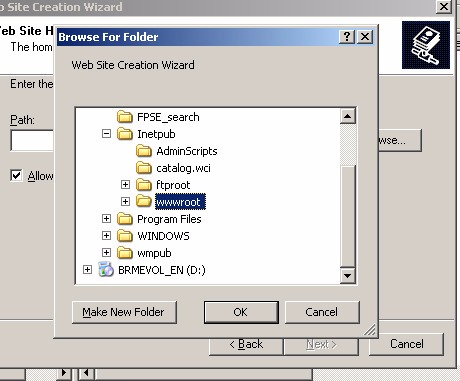 b Site Creation Wizard
eb Site H
The hom
Browse For Folder
Web Site Creation Wizard
Enter the
Path:
wse...
Allow
FPSE_search
Inetpub
AdminScripts
catalog.wci
ftproot
wwwroot
Program Files
WINDOWS
wmpub
BRMEVOL_EN (D:)
Make New Folder
OK
Cancel
< Back
Next >
Cancel